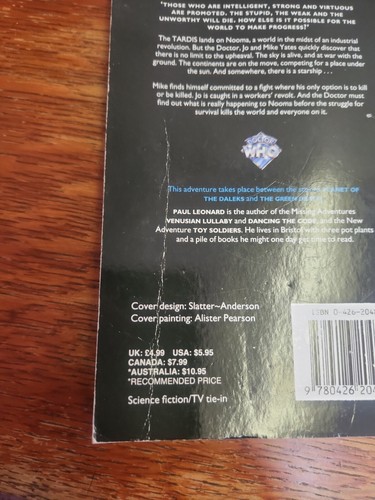 "THOSE WHO ARE INTELLIGENT, STRONG AND VIRTUOUS
ARE PROMOTED. THE STUPID, THE WEAK AND THE
UNWORTHY WILL DIE. HOW ELSE IS IT POSSIBLE FOR
THE WORLD TO MAKE PROGRESS?"
The TARDIS lands on Nooma, a world in the midst of an industrial
revolution. But the Doctor, Jo and Mike Yates quickly discover that
there is no limit to the upheaval. The sky is alive, and at war with the
ground. The continents are on the move, competing for a place under
the sun. And somewhere, there is a starship . . .
Mike finds himself committed to a fight where his only option is to kill
or be killed. Jo is caught in a workers' revolt. And the Doctor must
find out what is really happening to Nooma before the struggle for
survival kills the world and everyone on it.
DOCTOR
WHO
This adventure takes place between the stories PLANET OF
THE DALEKS and THE GREEN
PAUL LEONARD is the author of the Missing Adventures
VENUSIAN LULLABY and DANCING THE CODE, and the New
Adventure TOY SOLDIERS. He lives in Bristol with three pot plants
and a pile of books he might one day get time to read.
Cover design: Slatter~Anderson
Cover painting: Alister Pearson
ISBN 0-426-204
UK: £4.99 USA: $5.95
CANADA: $7.99
*AUSTRALIA: $10.95
*RECOMMENDED PRICE
9 780426 204
Science fiction/TV tie-in